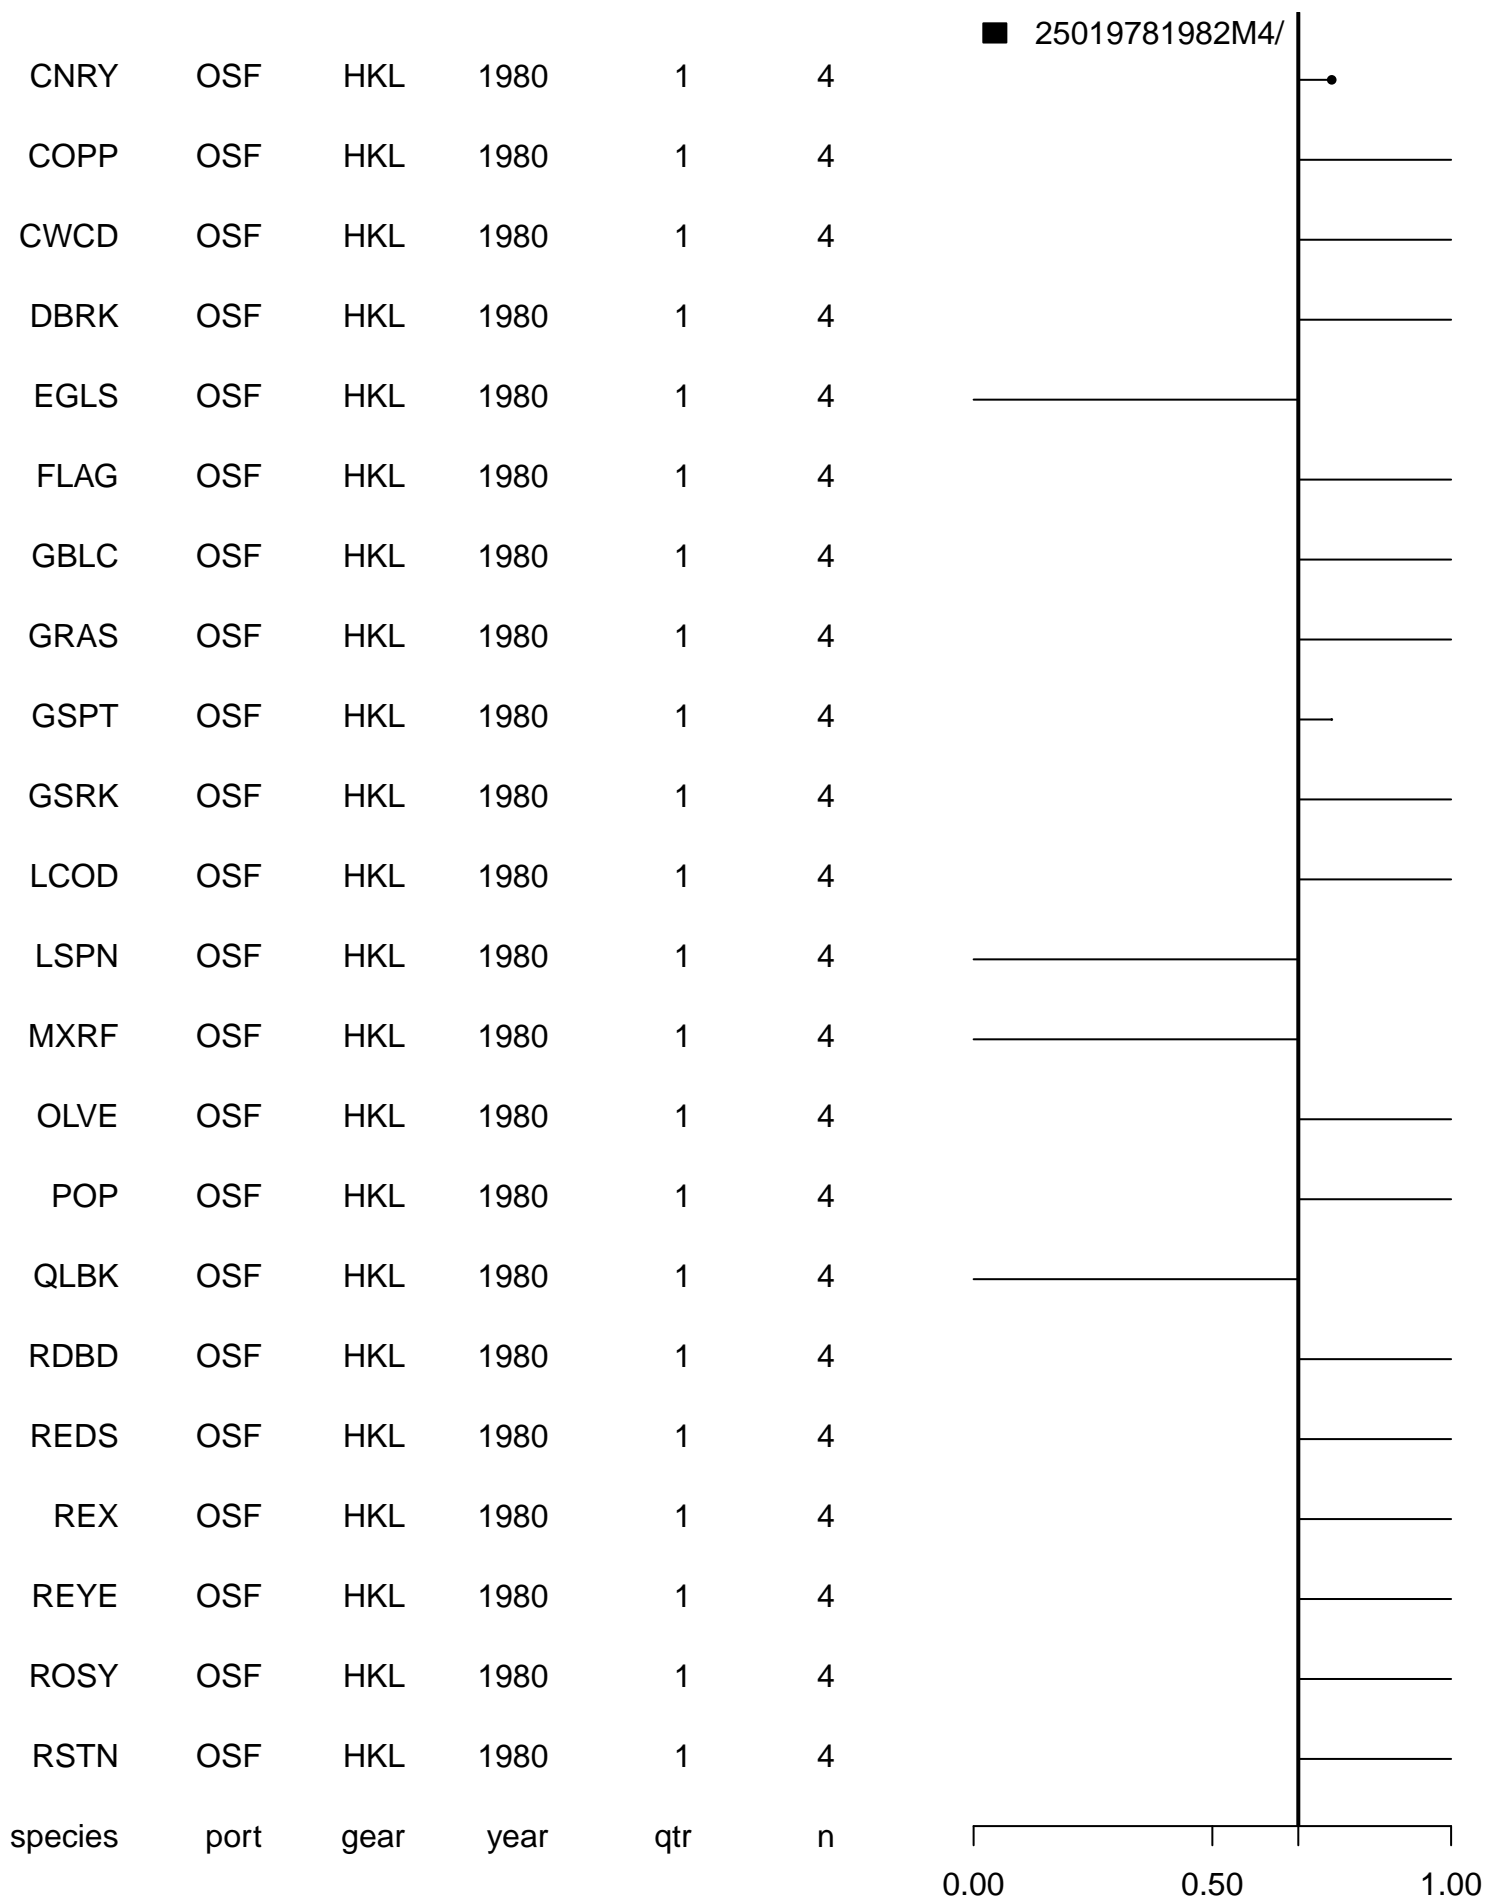 25019781982M4/
CNRY OSF HKL 1980 1 4
COPP OSF HKL 1980 1 4
CWCD OSF HKL 1980 1 4
DBRK OSF HKL 1980 1 4
EGLS OSF HKL 1980 1 4
FLAG OSF HKL 1980 1 4
GBLC OSF HKL 1980 1 4
GRAS OSF HKL 1980 1 4
GSPT OSF HKL 1980 1 4
GSRK OSF HKL 1980 1 4
LCOD OSF HKL 1980 1 4
LSPN OSF HKL 1980 1 4
MXRF OSF HKL 1980 1 4
OLVE OSF HKL 1980 1 4
POP OSF HKL 1980 1 4
QLBK OSF HKL 1980 1 4
RDBD OSF HKL 1980 1 4
REDS OSF HKL 1980 1 4
REX OSF HKL 1980 1 4
REYE OSF HKL 1980 1 4
ROSY OSF HKL 1980 1 4
RSTN OSF HKL 1980 1 4
species port gear year qtr n
0.00 0.50 1.00